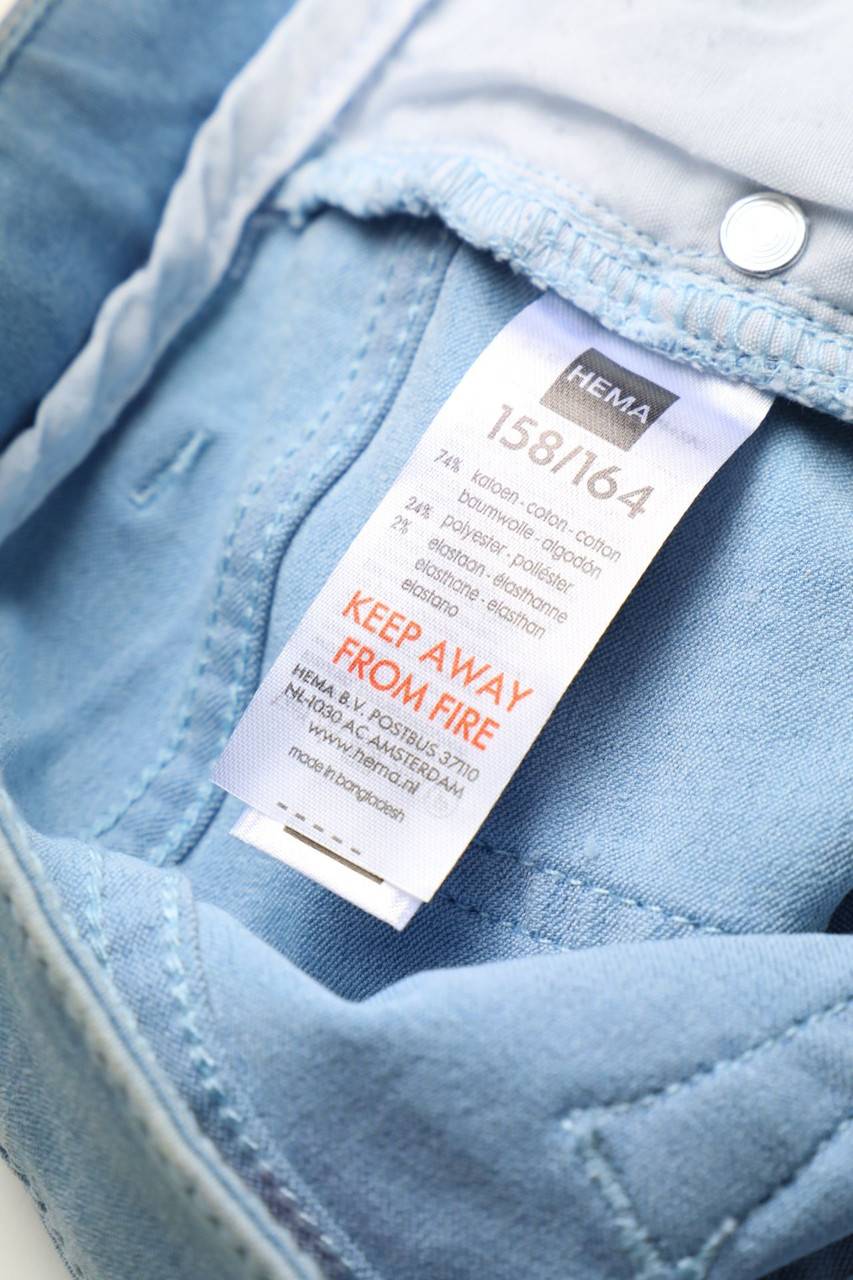 HEMA
158/164
74% katoen - coton - cotton
baumwolle - algodón
24% polyester - poliéster
2% elastaan - élasthanne
elasthane - elasthan
elastano
KEEP AWAY
FROM FIRE
HEMA B.V. POSTBUS 37110
NL-1030 AC AMSTERDAM
www.hema.nl
made in bangladesh